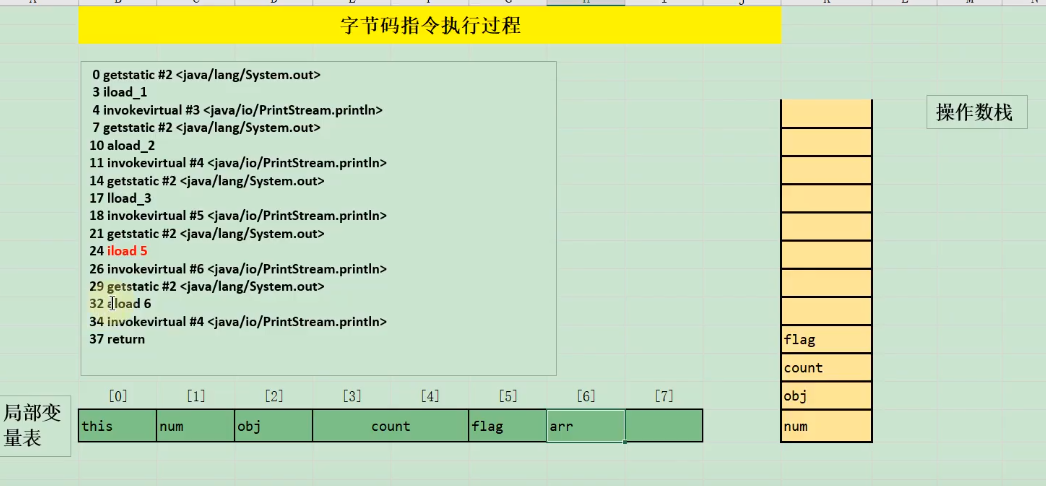 字节码指令执行过程
0 getstatic #2 <java/lang/System.out>
3 iload_1
4 invokevirtual #3 <java/io/PrintStream.println>
7 getstatic #2 <java/lang/System.out>
10 aload_2
11 invokevirtual #4 <java/io/PrintStream.println>
14 getstatic #2 <java/lang/System.out>
17 lload_3
18 invokevirtual #5 <java/io/PrintStream.println>
21 getstatic #2 <java/lang/System.out>
24 iload 5
26 invokevirtual #6 <java/io/PrintStream.println>
29 getstatic #2 <java/lang/System.out>
32 aload 6
34 invokevirtual #4 <java/io/PrintStream.println>
37 return
操作数栈
flag
count
obj
num
[0] [1] [2] [3] [4] [5] [6] [7]
局部变
量表
this num obj count flag arr